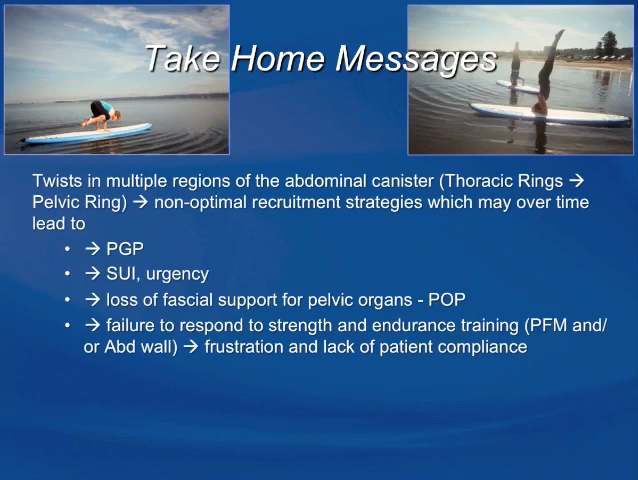 Take Home Messages
Twists in multiple regions of the abdominal canister (Thoracic Rings →
Pelvic Ring) → non-optimal recruitment strategies which may over time
lead to
• → PGP
• → SUI, urgency
• → loss of fascial support for pelvic organs - POP
• → failure to respond to strength and endurance training (PFM and/
or Abd wall) → frustration and lack of patient compliance